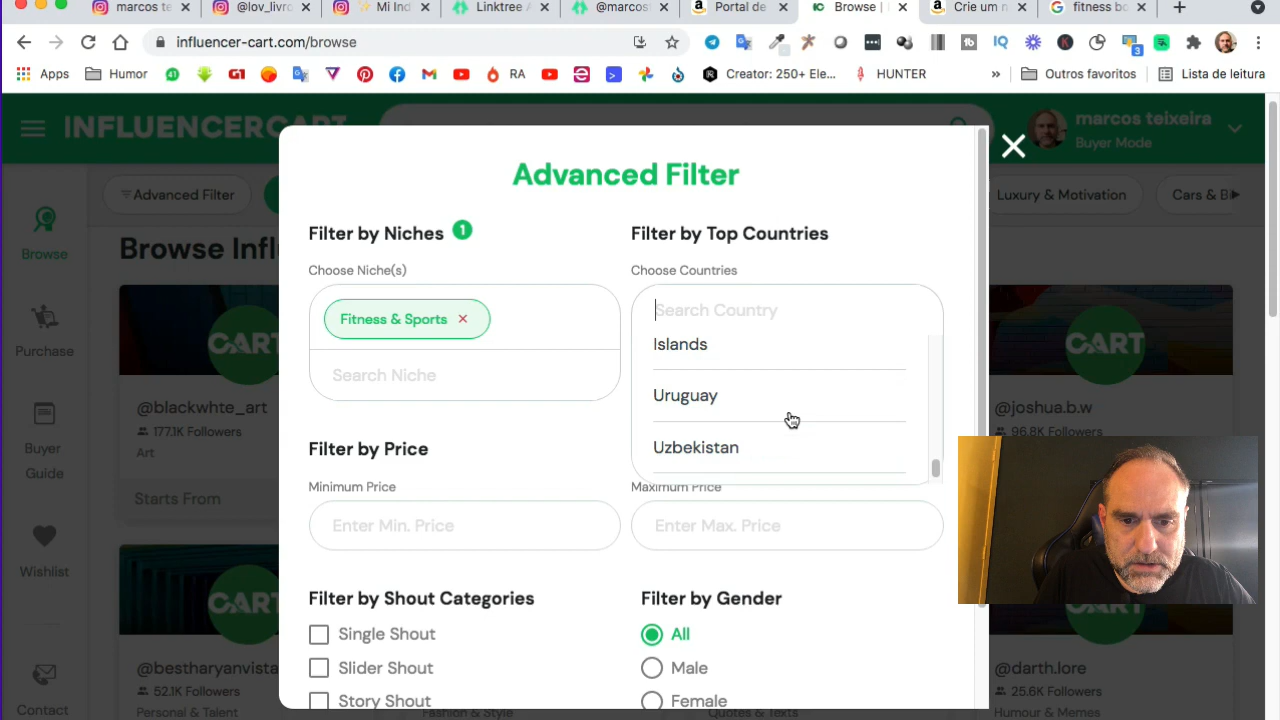 marcos te
@lov_livro
Mi Ind
Linktree
@marcos
Portal de
Browse |
Crie um n
fitness bo
influencer-cart.com/browse
Apps
Humor
RA
Creator: 250+ Ele...
HUNTER
»
Outros favoritos
Lista de leitura
INFLUENCERCART
marcos teixeira
Buyer Mode
Advanced Filter
Luxury & Motivation
Cars & Bi
Browse
Purchase
Buyer
Guide
Wishlist
Contact
Browse Infl
CART
@blackwhte_art
177.1K Followers
Art
Starts From
CART
@bestharyanvista
52.1K Followers
Personal & Talent
Fashion & Style
Quotes & Texts
CART
@joshua.b.w
96.8K Followers
CART
@darth.lore
25.6K Followers
Humour & Memes
Advanced Filter
Filter by Niches 1
Choose Niche(s)
Fitness & Sports ×
Search Niche
Filter by Top Countries
Choose Countries
Search Country
Islands
Uruguay
Uzbekistan
Filter by Price
Minimum Price
Enter Min. Price
Maximum Price
Enter Max. Price
Filter by Shout Categories
Single Shout
Slider Shout
Story Shout
Filter by Gender
All
Male
Female